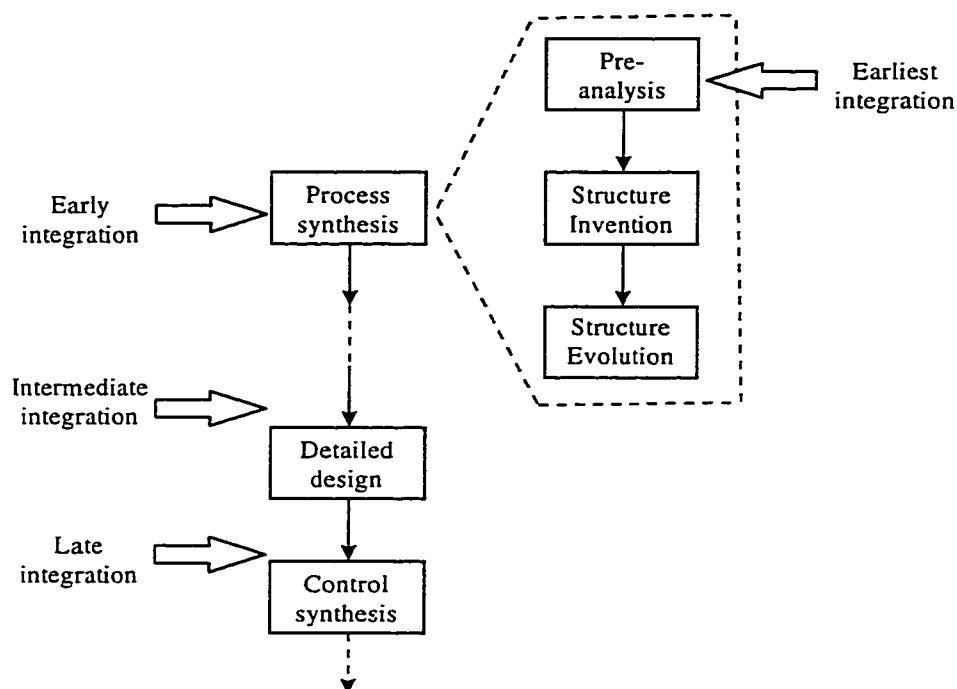 Pre-
analysis
Earliest
integration
Early
integration
Process
synthesis
Structure
Invention
Structure
Evolution
Intermediate
integration
Detailed
design
Late
integration
Control
synthesis